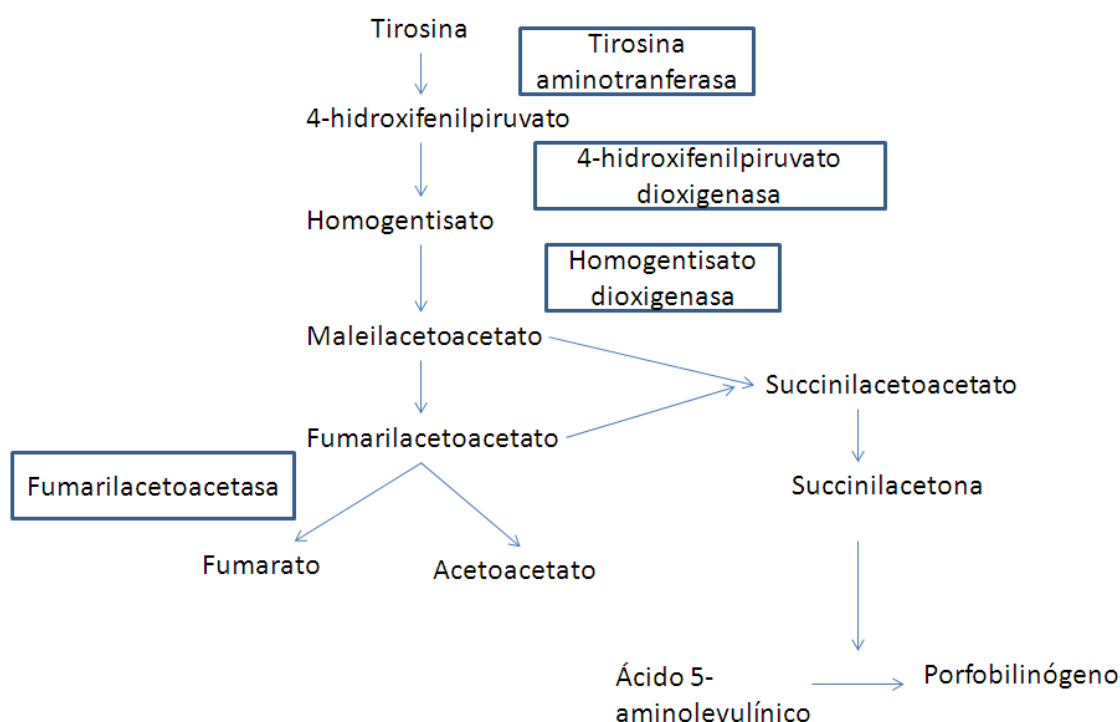 Tirosina
Tirosina
aminotranferasa
4-hidroxifenilpiruvato
4-hidroxifenilpiruvato
dioxigenasa
Homogentisato
Homogentisato
dioxigenasa
Maleilacetoacetato
Succinilacetoacetato
Fumarilacetoacetato
Fumarilacetoacetasa
Succinilacetona
Fumarato
Acetoacetato
Ácido 5-
aminolevulínico
Porfobilinógeno